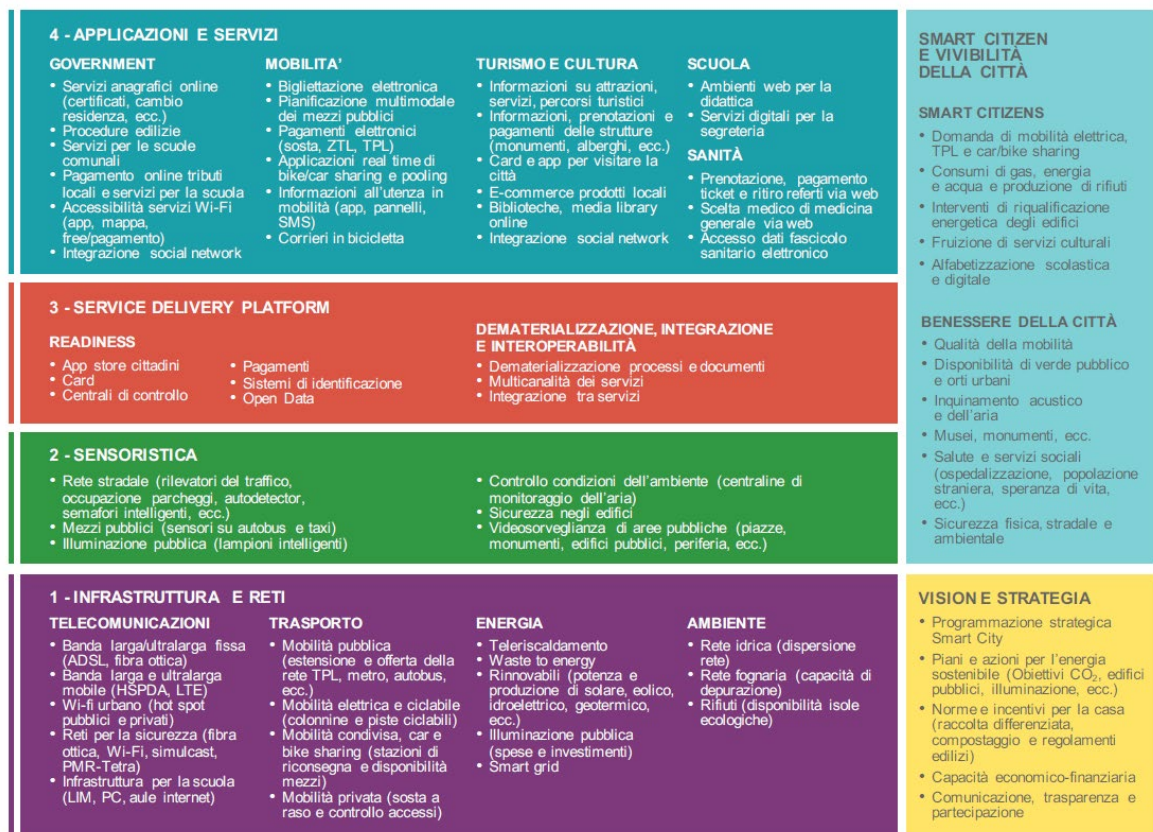 4 - APPLICAZIONI E SERVIZI
GOVERNMENT
• Servizi anagrafici online
(certificati, cambio
residenza, ecc.)
• Procedure edilizie
• Servizi per le scuole
comunali
• Pagamento online tributi
locali e servizi per la scuola
• Accessibilità servizi Wi-Fi
(app, mappa,
free/pagamento)
• Integrazione social network
MOBILITA'
• Bigliettazione elettronica
• Pianificazione multimodale
dei mezzi pubblici
• Pagamenti elettronici
(sosta, ZTL, TPL)
• Applicazioni real time di
bike/car sharing e pooling
• Informazioni all'utenza in
mobilità (app, pannelli,
SMS)
• Corrieri in bicicletta
TURISMO E CULTURA
• Informazioni su attrazioni,
servizi, percorsi turistici
• Informazioni, prenotazioni e
pagamenti delle strutture
(monumenti, alberghi, ecc.)
• Card e app per visitare la
città
• E-commerce prodotti locali
• Biblioteche, media library
online
• Integrazione social network
SCUOLA
• Ambienti web per la
didattica
• Servizi digitali per la
segreteria
SANITÀ
• Prenotazione, pagamento
ticket e ritiro referti via web
• Scelta medico di medicina
generale via web
• Accesso dati fascicolo
sanitario elettronico
3 - SERVICE DELIVERY PLATFORM
READINESS
• App store cittadini
• Card
• Centrali di controllo
• Pagamenti
• Sistemi di identificazione
• Open Data
DEMATERIALIZZAZIONE, INTEGRAZIONE
E INTEROPERABILITÀ
• Dematerializzazione processi e documenti
• Multicanalità dei servizi
• Integrazione tra servizi
2 - SENSORISTICA
• Rete stradale (rilevatori del traffico,
occupazione parcheggi, autodetector,
semafori intelligenti, ecc.)
• Mezzi pubblici (sensori su autobus e taxi)
• Illuminazione pubblica (lampioni intelligenti)
• Controllo condizioni dell'ambiente (centraline di
monitoraggio dell'aria)
• Sicurezza negli edifici
• Videosorveglianza di aree pubbliche (piazze,
monumenti, edifici pubblici, periferia, ecc.)
1 - INFRASTRUTTURA E RETI
TELECOMUNICAZIONI
• Banda larga/ultralarga fissa
(ADSL, fibra ottica)
• Banda larga e ultralarga
mobile (HSPDA, LTE)
• Wi-fi urbano (hot spot
pubblici e privati)
• Reti per la sicurezza (fibra
ottica, Wi-Fi, simulcast,
PMR-Tetra)
• Infrastruttura per la scuola
(LIM, PC, aule internet)
TRASPORTO
• Mobilità pubblica
(estensione e offerta della
rete TPL, metro, autobus,
ecc.)
• Mobilità elettrica e ciclabile
(colonnine e piste ciclabili)
• Mobilità condivisa, car e
bike sharing (stazioni di
riconsegna e disponibilità
mezzi)
• Mobilità privata (sosta a
raso e controllo accessi)
ENERGIA
• Teleriscaldamento
• Waste to energy
• Rinnovabili (potenza e
produzione di solare, eolico,
idroelettrico, geotermico,
ecc.)
• Illuminazione pubblica
(spese e investimenti)
• Smart grid
AMBIENTE
• Rete idrica (dispersione
rete)
• Rete fognaria (capacità di
depurazione)
• Rifiuti (disponibilità isole
ecologiche)
SMART CITIZEN
E VIVIBILITÀ
DELLA CITTÀ
SMART CITIZENS
• Domanda di mobilità elettrica,
TPL e car/bike sharing
• Consumi di gas, energia
e acqua e produzione di rifiuti
• Interventi di riqualificazione
energetica degli edifici
• Fruizione di servizi culturali
• Alfabetizzazione scolastica
e digitale
BENESSERE DELLA CITTÀ
• Qualità della mobilità
• Disponibilità di verde pubblico
e orti urbani
• Inquinamento acustico
e dell'aria
• Musei, monumenti, ecc.
• Salute e servizi sociali
(ospedalizzazione, popolazione
straniera, speranza di vita,
ecc.)
• Sicurezza fisica, stradale e
ambientale
VISION E STRATEGIA
• Programmazione strategica
Smart City
• Piani e azioni per l'energia
sostenibile (Obiettivi CO₂, edifici
pubblici, illuminazione, ecc.)
• Norme e incentivi per la casa
(raccolta differenziata,
compostaggio e regolamenti
edilizi)
• Capacità economico-finanziaria
• Comunicazione, trasparenza e
partecipazione